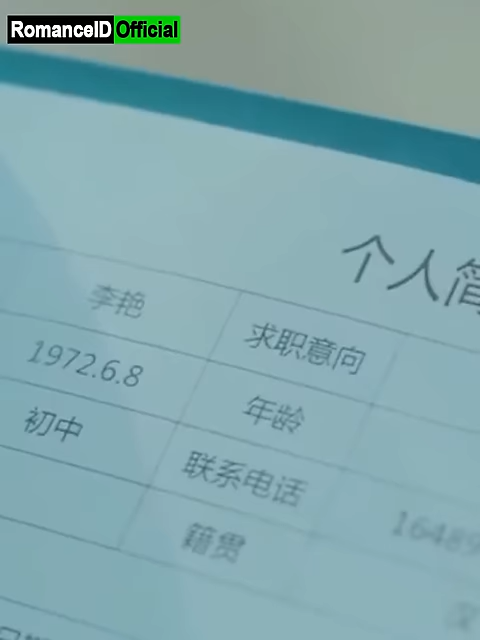 RomanceID Official
个人简
李艳 求职意向
1972.6.8 年龄
初中 联系电话 16489
籍贯